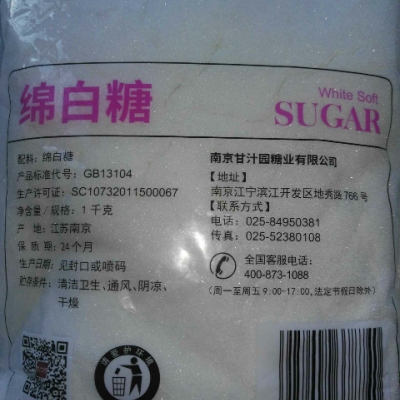 绵白糖
White Soft
SUGAR
配料：绵白糖
产品标准代号：GB13104
生产许可证：SC10732011500067
净含量/规格：1千克
产 地：江苏南京
保 质 期：24个月
生产日期：见封口或喷码
贮存条件：清洁卫生、通风、阴凉、
干燥
南京甘汁园糖业有限公司
【地址】
南京江宁滨江开发区地秀路766号
【联系方式】
电话：025-84950381
传真：025-52380108
全国客服电话：
400-873-1088
（周一至周五9:00-17:00,法定节假日除外）